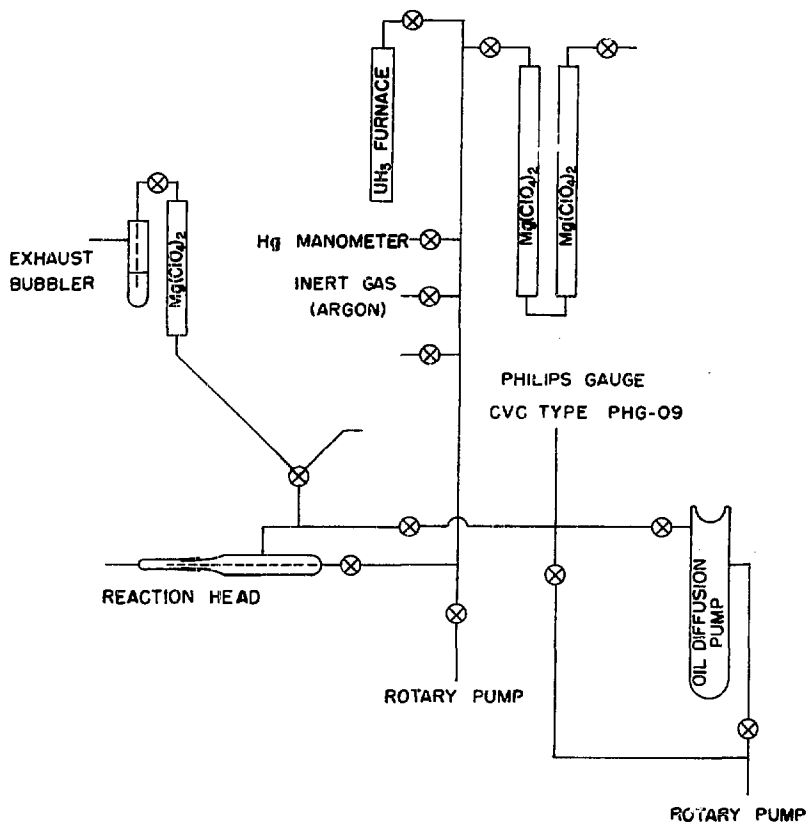 UH3 FURNACE
Mg(ClO4)2
Mg(ClO4)2
Mg(ClO4)2
EXHAUST
BUBBLER
Hg MANOMETER
INERT GAS
(ARGON)
PHILIPS GAUGE
CVC TYPE PHG-09
REACTION HEAD
OIL DIFFUSION
PUMP
ROTARY PUMP
ROTARY PUMP